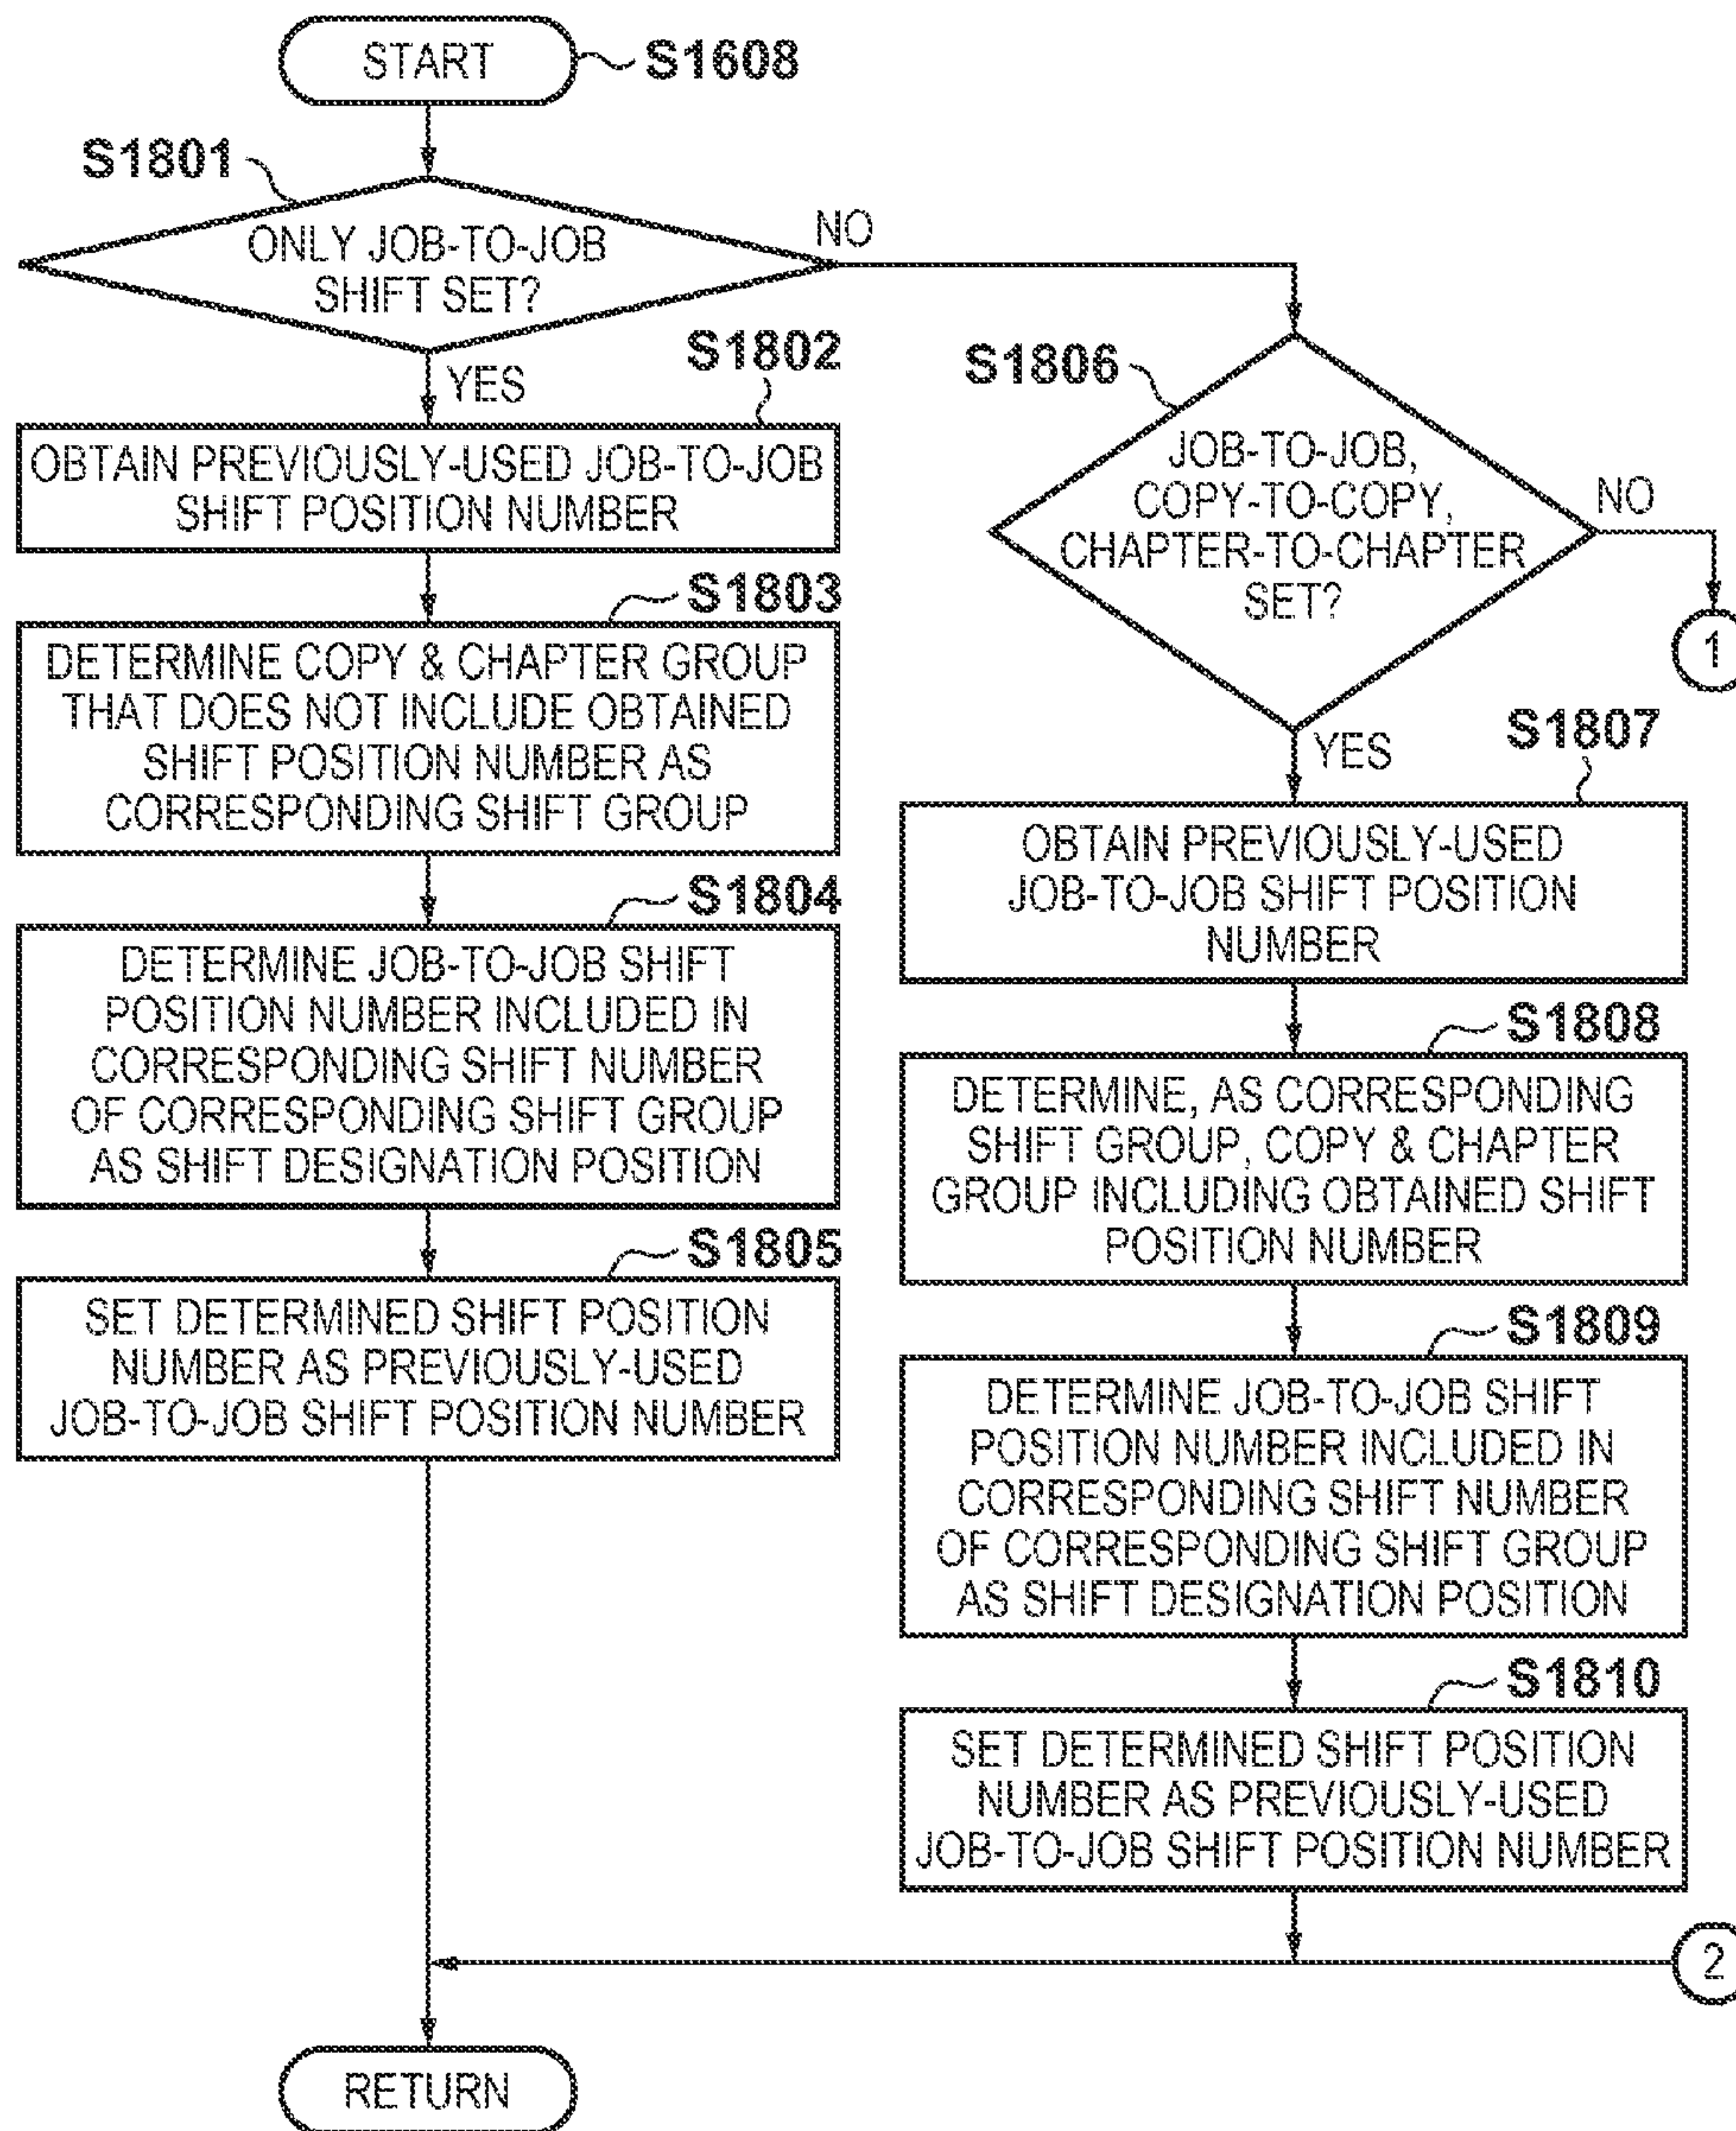 START
S1608
S1801
ONLY JOB-TO-JOB
SHIFT SET?
NO
YES
S1802
OBTAIN PREVIOUSLY-USED JOB-TO-JOB
SHIFT POSITION NUMBER
S1803
DETERMINE COPY & CHAPTER GROUP
THAT DOES NOT INCLUDE OBTAINED
SHIFT POSITION NUMBER AS
CORRESPONDING SHIFT GROUP
S1804
DETERMINE JOB-TO-JOB SHIFT
POSITION NUMBER INCLUDED IN
CORRESPONDING SHIFT NUMBER
OF CORRESPONDING SHIFT GROUP
AS SHIFT DESIGNATION POSITION
S1805
SET DETERMINED SHIFT POSITION
NUMBER AS PREVIOUSLY-USED
JOB-TO-JOB SHIFT POSITION NUMBER
S1806
JOB-TO-JOB,
COPY-TO-COPY,
CHAPTER-TO-CHAPTER
SET?
NO
1
YES
S1807
OBTAIN PREVIOUSLY-USED
JOB-TO-JOB SHIFT POSITION
NUMBER
S1808
DETERMINE, AS CORRESPONDING
SHIFT GROUP, COPY & CHAPTER
GROUP INCLUDING OBTAINED SHIFT
POSITION NUMBER
S1809
DETERMINE JOB-TO-JOB SHIFT
POSITION NUMBER INCLUDED IN
CORRESPONDING SHIFT NUMBER
OF CORRESPONDING SHIFT GROUP
AS SHIFT DESIGNATION POSITION
S1810
SET DETERMINED SHIFT POSITION
NUMBER AS PREVIOUSLY-USED
JOB-TO-JOB SHIFT POSITION NUMBER
2
RETURN